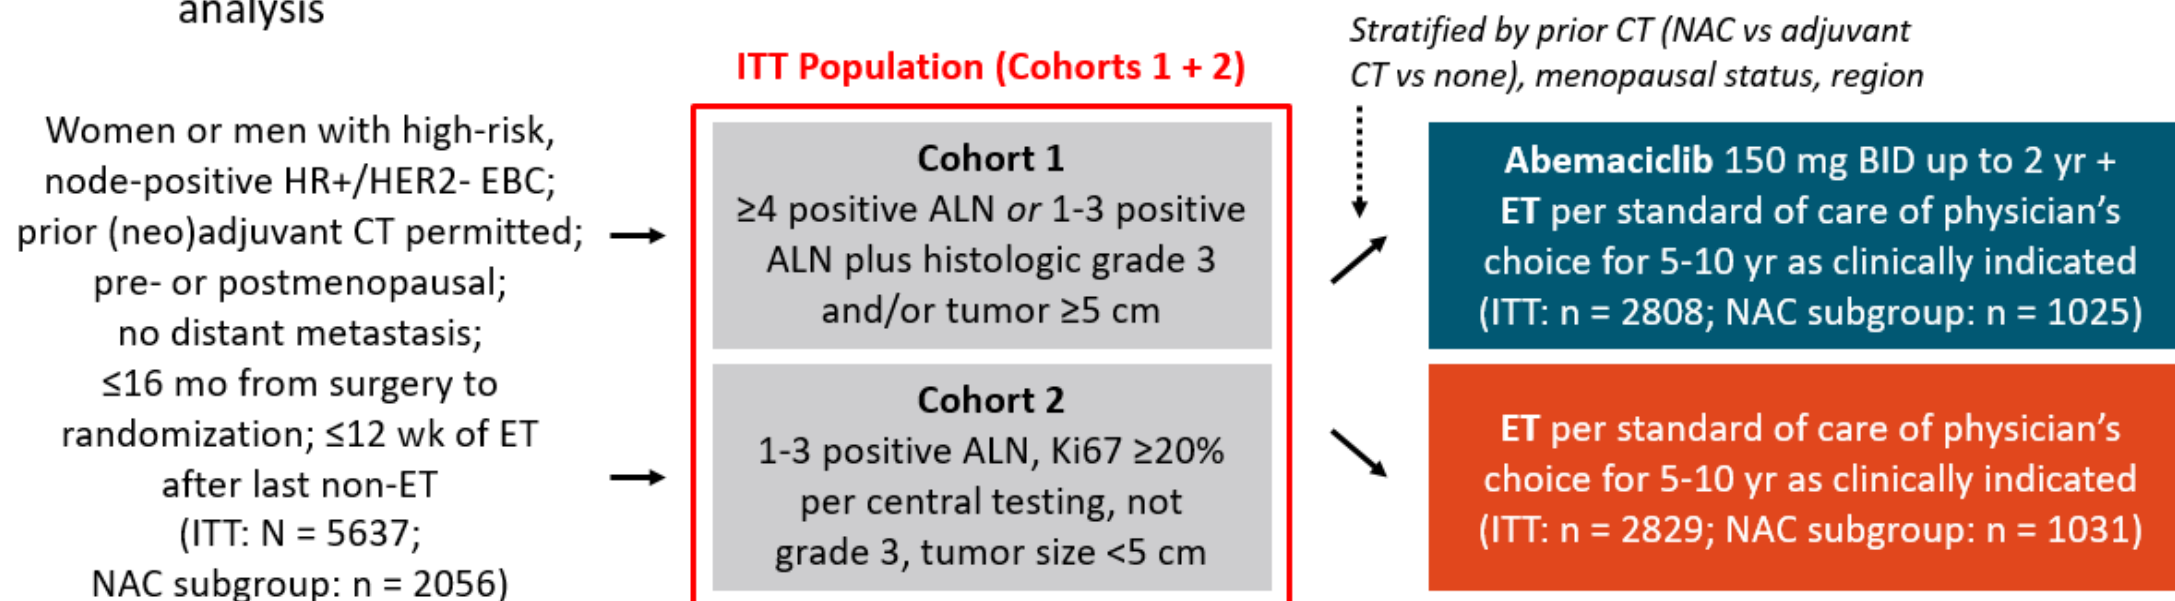 analysis
Women or men with high-risk,
node-positive HR+/HER2- EBC;
prior (neo)adjuvant CT permitted;
pre- or postmenopausal;
no distant metastasis;
≤16 mo from surgery to
randomization; ≤12 wk of ET
after last non-ET
(ITT: N = 5637;
NAC subgroup: n = 2056)
ITT Population (Cohorts 1 + 2)
Cohort 1
≥4 positive ALN or 1-3 positive
ALN plus histologic grade 3
and/or tumor ≥5 cm
Cohort 2
1-3 positive ALN, Ki67 ≥20%
per central testing, not
grade 3, tumor size <5 cm
Stratified by prior CT (NAC vs adjuvant
CT vs none), menopausal status, region
Abemaciclib 150 mg BID up to 2 yr +
ET per standard of care of physician’s
choice for 5-10 yr as clinically indicated
(ITT: n = 2808; NAC subgroup: n = 1025)
ET per standard of care of physician’s
choice for 5-10 yr as clinically indicated
(ITT: n = 2829; NAC subgroup: n = 1031)